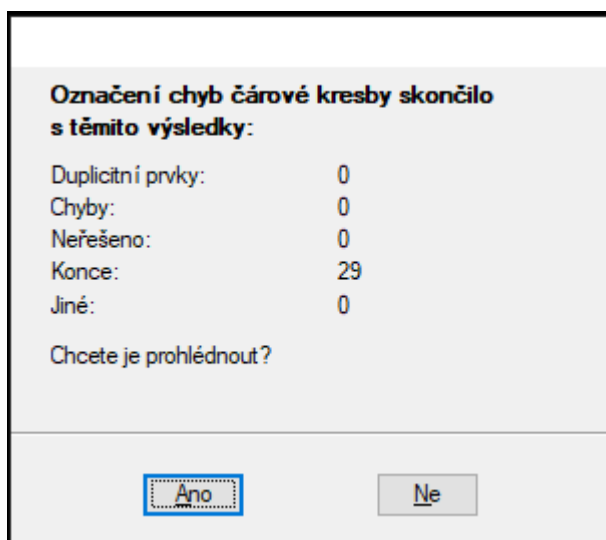 Označení chyb čárové kresby skončilo
s těmito výsledky:
Duplicitní prvky: 0
Chyby: 0
Neřešeno: 0
Konce: 29
Jiné: 0
Chcete je prohlédnout?
Ano Ne